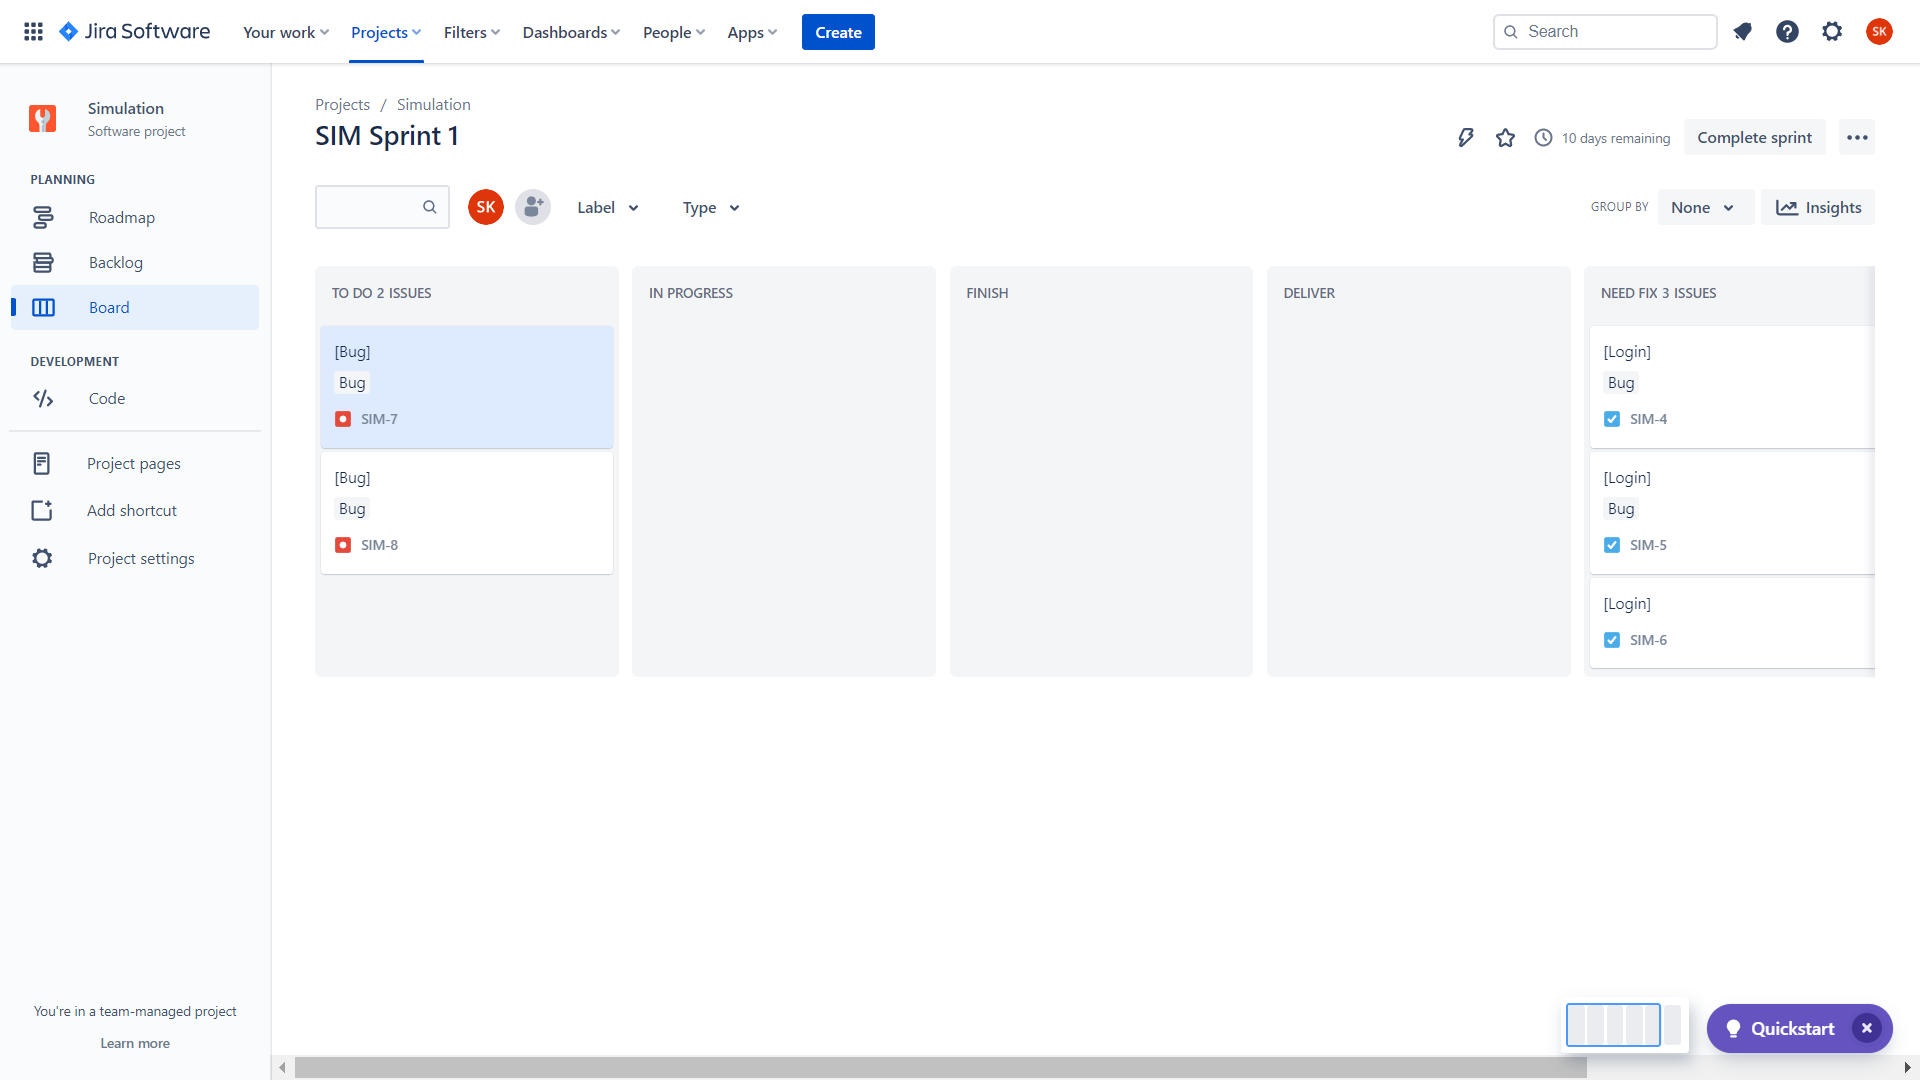 Jira Software
Your work
Projects
Filters
Dashboards
People
Apps
Create
Search
SK
Simulation
Software project
PLANNING
Roadmap
Backlog
Board
DEVELOPMENT
Code
Project pages
Add shortcut
Project settings
You're in a team-managed project
Learn more
Projects / Simulation
SIM Sprint 1
10 days remaining
Complete sprint
SK
Label
Type
GROUP BY
None
Insights
TO DO 2 ISSUES
[Bug]
Bug
SIM-7
[Bug]
Bug
SIM-8
IN PROGRESS
FINISH
DELIVER
NEED FIX 3 ISSUES
[Login]
Bug
SIM-4
[Login]
Bug
SIM-5
[Login]
SIM-6
Quickstart